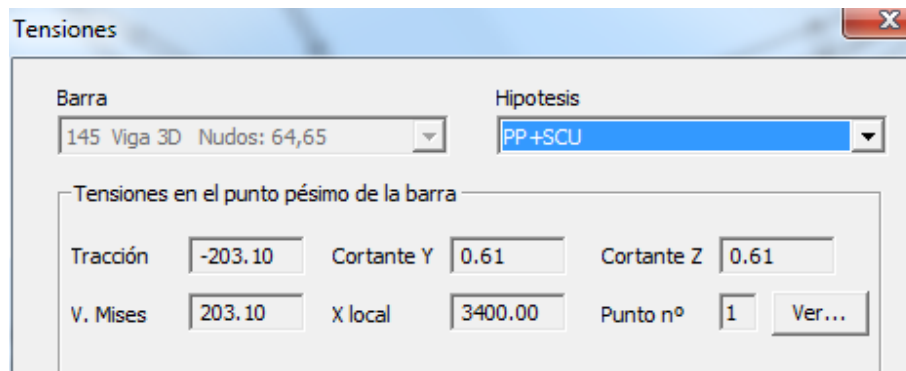 Tensiones
Barra Hipotesis
145 Viga 3D Nudos: 64,65 PP+SCU
Tensiones en el punto pésimo de la barra
Tracción -203.10 Cortante Y 0.61 Cortante Z 0.61
V. Mises 203.10 X local 3400.00 Punto nº 1 Ver...